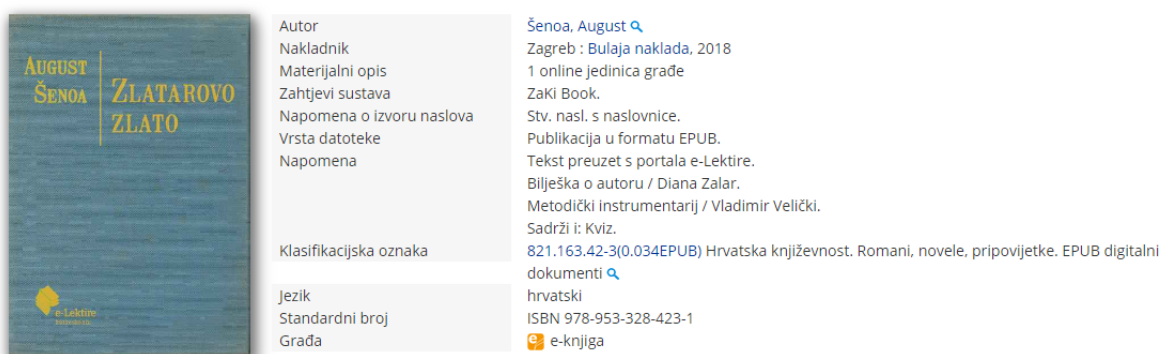 AUGUST
ŠENOA
ZLATAROVO
ZLATO
e-Lektire
Autor Šenoa, August
Nakladnik Zagreb : Bulaja naklada, 2018
Materijalni opis 1 online jedinica građe
Zahtjevi sustava ZaKi Book.
Napomena o izvoru naslova Stv. nasl. s naslovnice.
Vrsta datoteke Publikacija u formatu EPUB.
Napomena Tekst preuzet s portala e-Lektire.
Bilješka o autoru / Diana Zalar.
Metodički instrumentarij / Vladimir Velički.
Sadrži i: Kviz.
Klasifikacijska oznaka 821.163.42-3(0.034EPUB) Hrvatska književnost. Romani, novele, pripovijetke. EPUB digitalni
dokumenti
Jezik hrvatski
Standardni broj ISBN 978-953-328-423-1
Građa e-knjiga